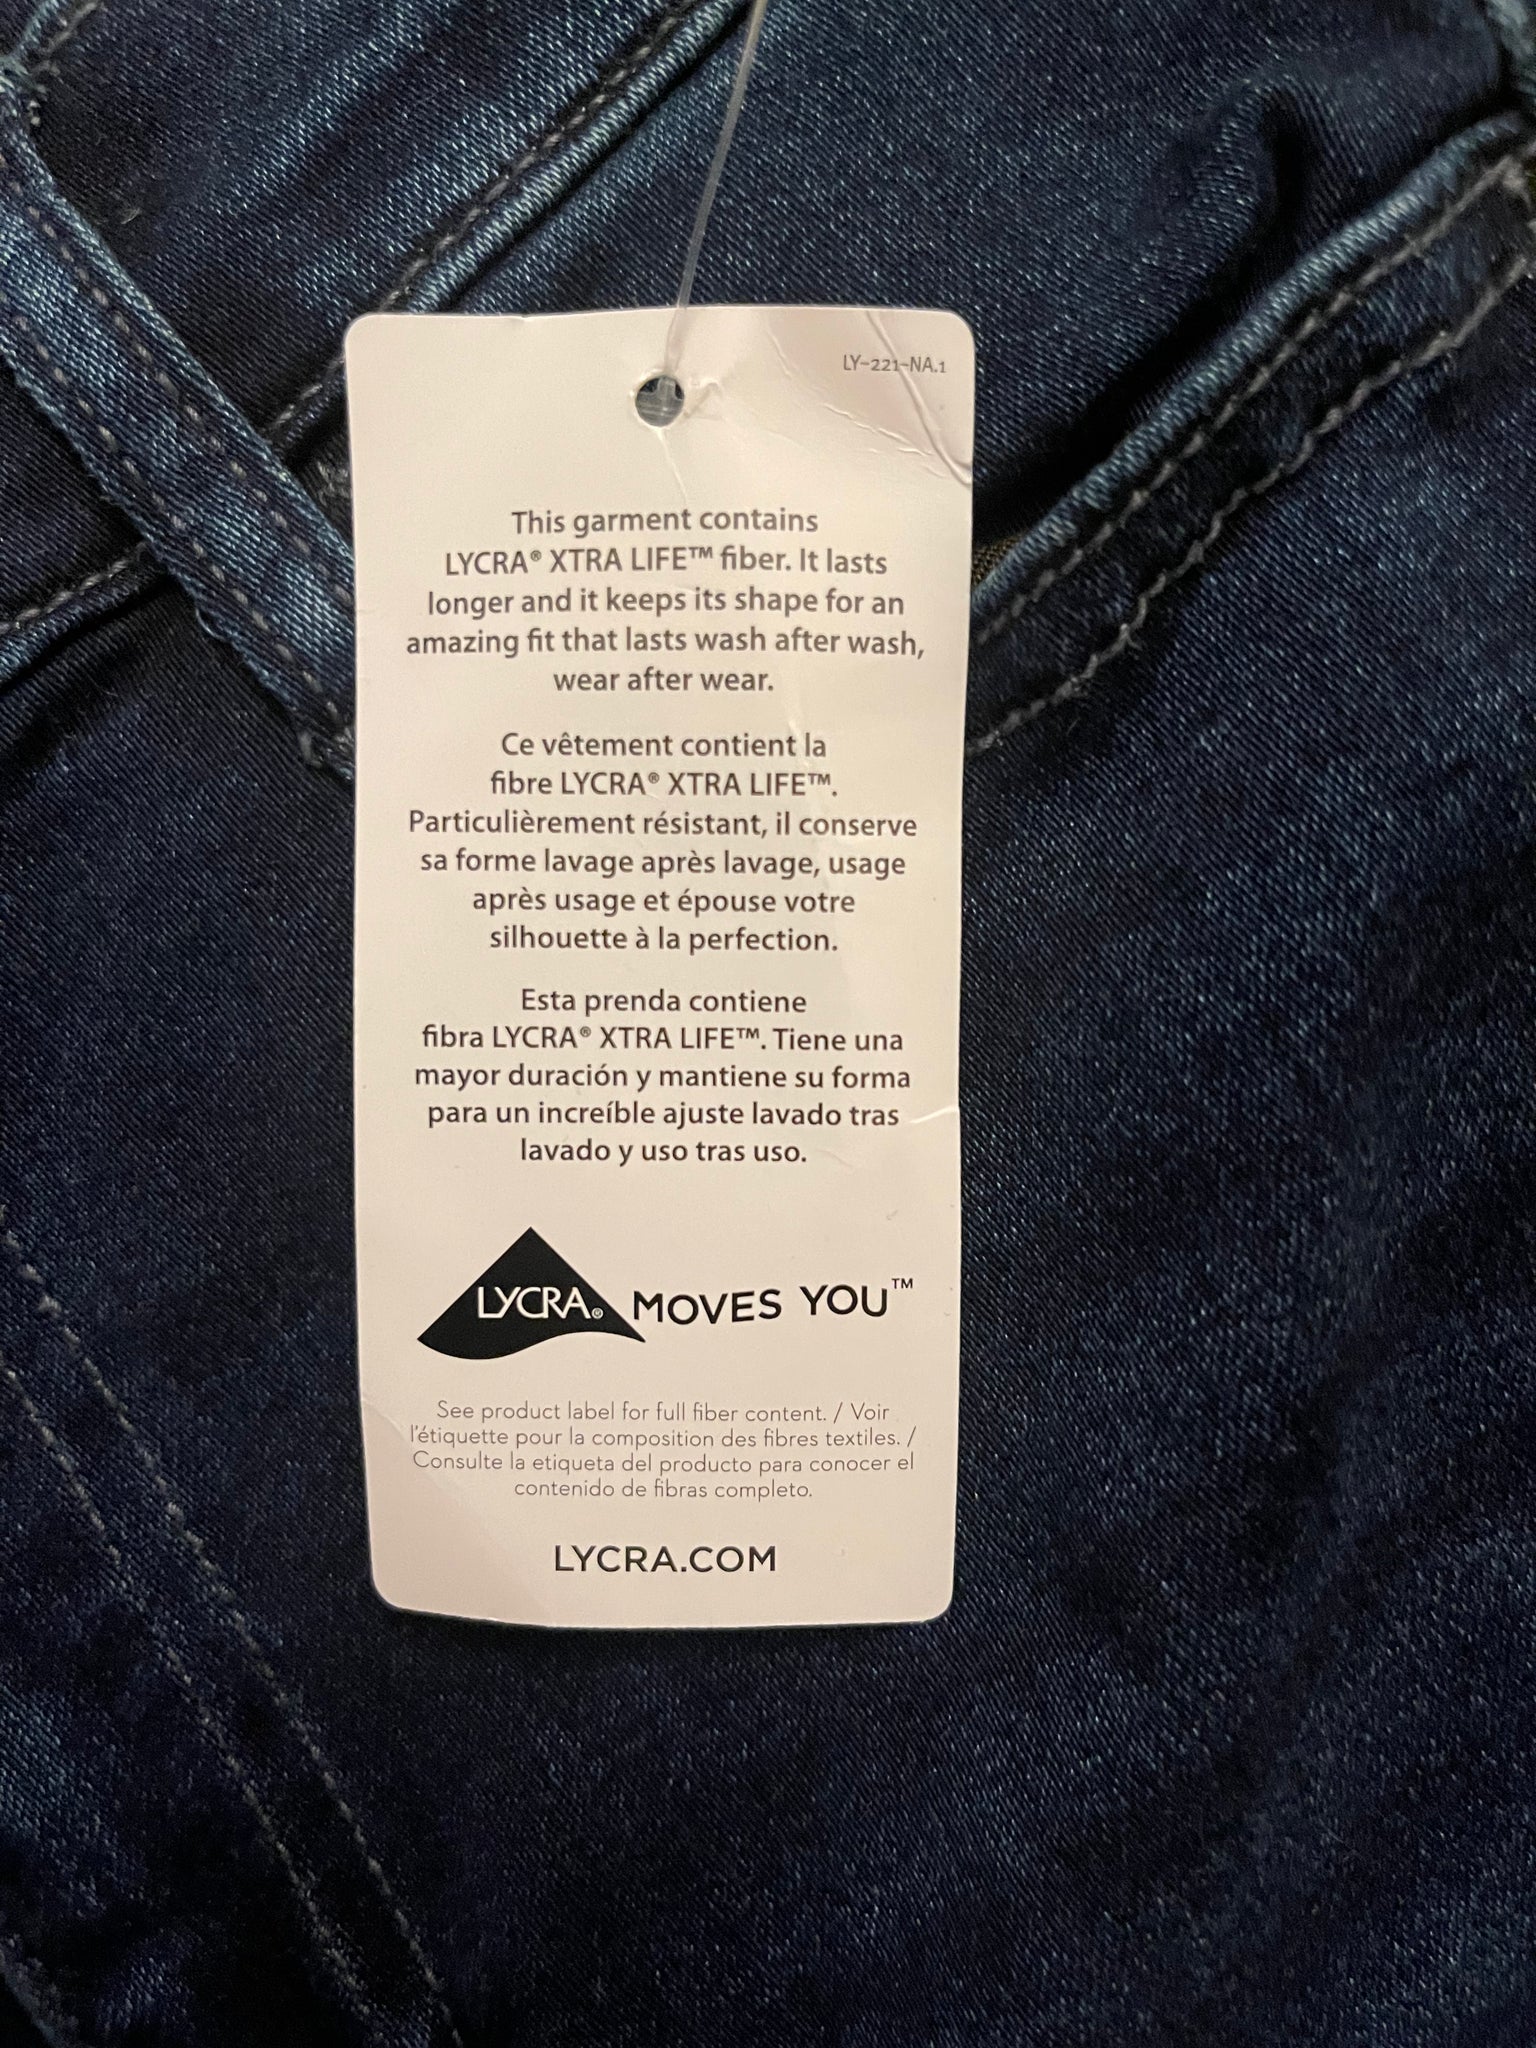 LY-221-NA.1
This garment contains
LYCRA® XTRA LIFE™ fiber. It lasts
longer and it keeps its shape for an
amazing fit that lasts wash after wash,
wear after wear.
Ce vêtement contient la
fibre LYCRA® XTRA LIFE™.
Particulièrement résistant, il conserve
sa forme lavage après lavage, usage
après usage et épouse votre
silhouette à la perfection.
Esta prenda contiene
fibra LYCRA® XTRA LIFE™. Tiene una
mayor duración y mantiene su forma
para un increíble ajuste lavado tras
lavado y uso tras uso.
LYCRA® MOVES YOU™
See product label for full fiber content. / Voir
l'étiquette pour la composition des fibres textiles. /
Consulte la etiqueta del producto para conocer el
contenido de fibras completo.
LYCRA.COM